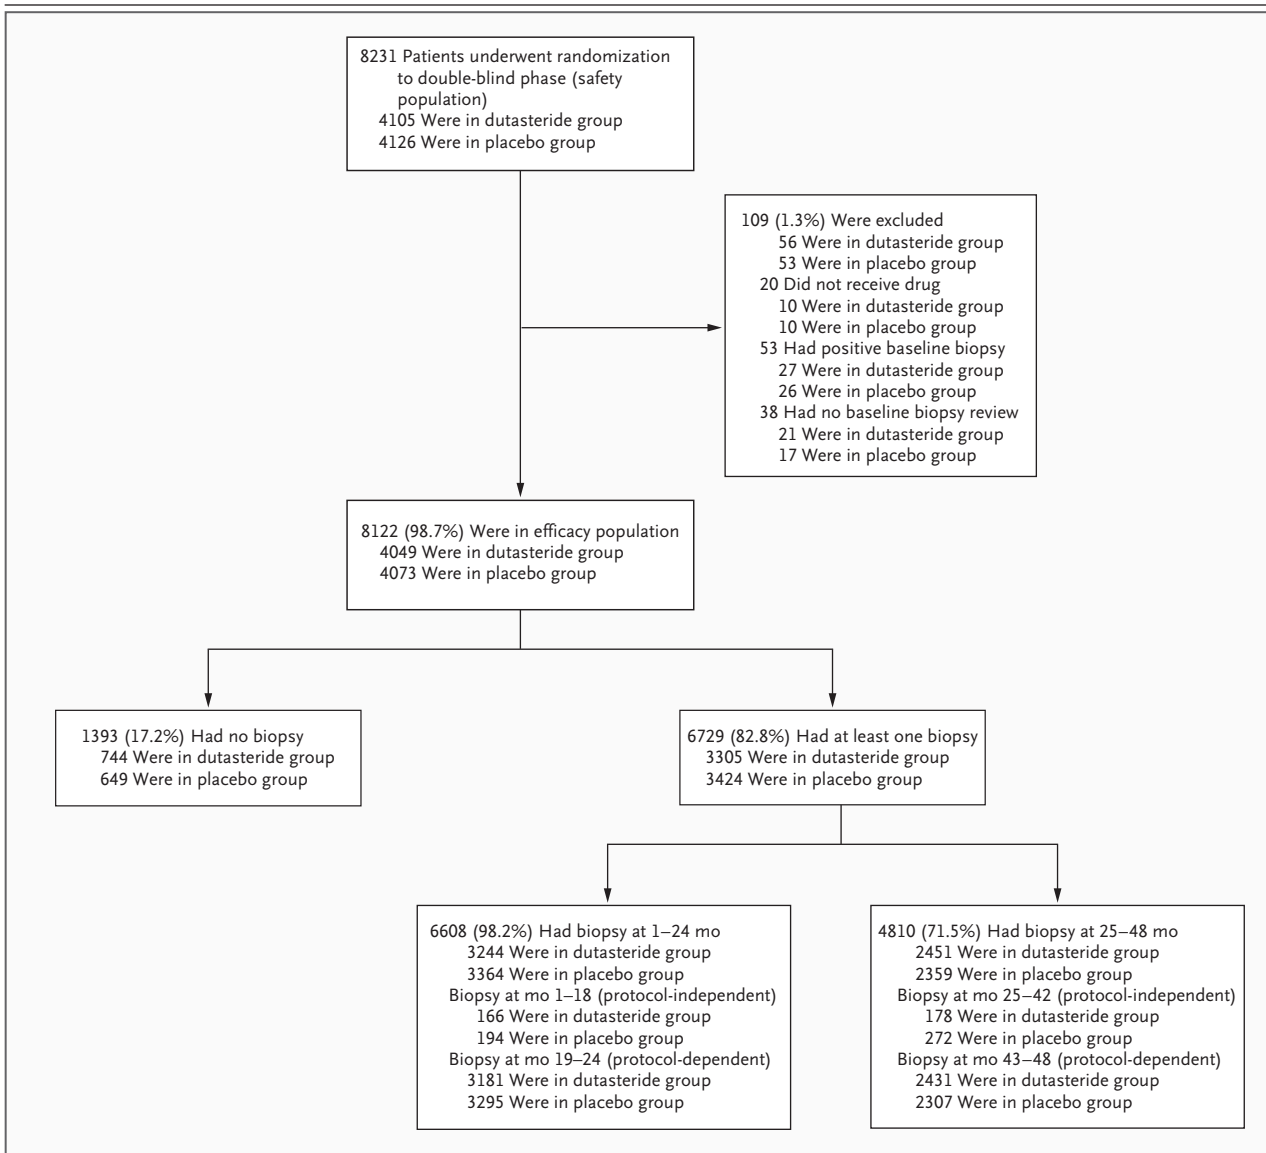 8231 Patients underwent randomization
to double-blind phase (safety
population)
4105 Were in dutasteride group
4126 Were in placebo group
109 (1.3%) Were excluded
56 Were in dutasteride group
53 Were in placebo group
20 Did not receive drug
10 Were in dutasteride group
10 Were in placebo group
53 Had positive baseline biopsy
27 Were in dutasteride group
26 Were in placebo group
38 Had no baseline biopsy review
21 Were in dutasteride group
17 Were in placebo group
8122 (98.7%) Were in efficacy population
4049 Were in dutasteride group
4073 Were in placebo group
1393 (17.2%) Had no biopsy
744 Were in dutasteride group
649 Were in placebo group
6729 (82.8%) Had at least one biopsy
3305 Were in dutasteride group
3424 Were in placebo group
6608 (98.2%) Had biopsy at 1–24 mo
3244 Were in dutasteride group
3364 Were in placebo group
Biopsy at mo 1–18 (protocol-independent)
166 Were in dutasteride group
194 Were in placebo group
Biopsy at mo 19–24 (protocol-dependent)
3181 Were in dutasteride group
3295 Were in placebo group
4810 (71.5%) Had biopsy at 25–48 mo
2451 Were in dutasteride group
2359 Were in placebo group
Biopsy at mo 25–42 (protocol-independent)
178 Were in dutasteride group
272 Were in placebo group
Biopsy at mo 43–48 (protocol-dependent)
2431 Were in dutasteride group
2307 Were in placebo group